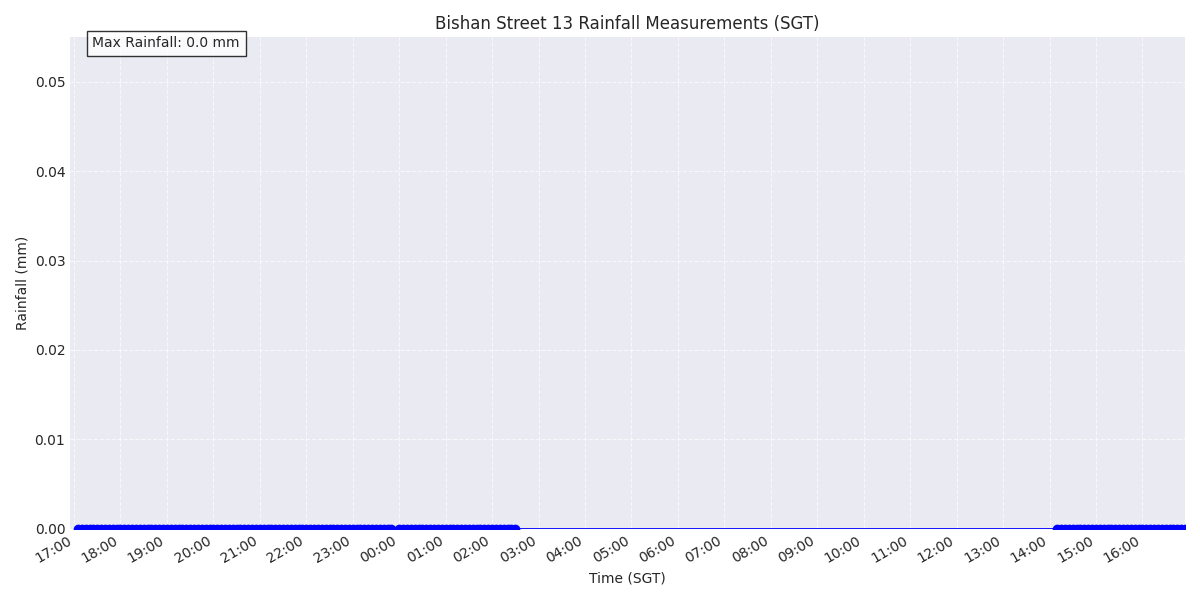 Bishan Street 13 Rainfall Measurements (SGT)
Max Rainfall: 0.0 mm
0.05
0.04
0.03
0.02
0.01
0.00
Rainfall (mm)
17:00 18:00 19:00 20:00 21:00 22:00 23:00 00:00 01:00 02:00 03:00 04:00 05:00 06:00 07:00 08:00 09:00 10:00 11:00 12:00 13:00 14:00 15:00 16:00
Time (SGT)